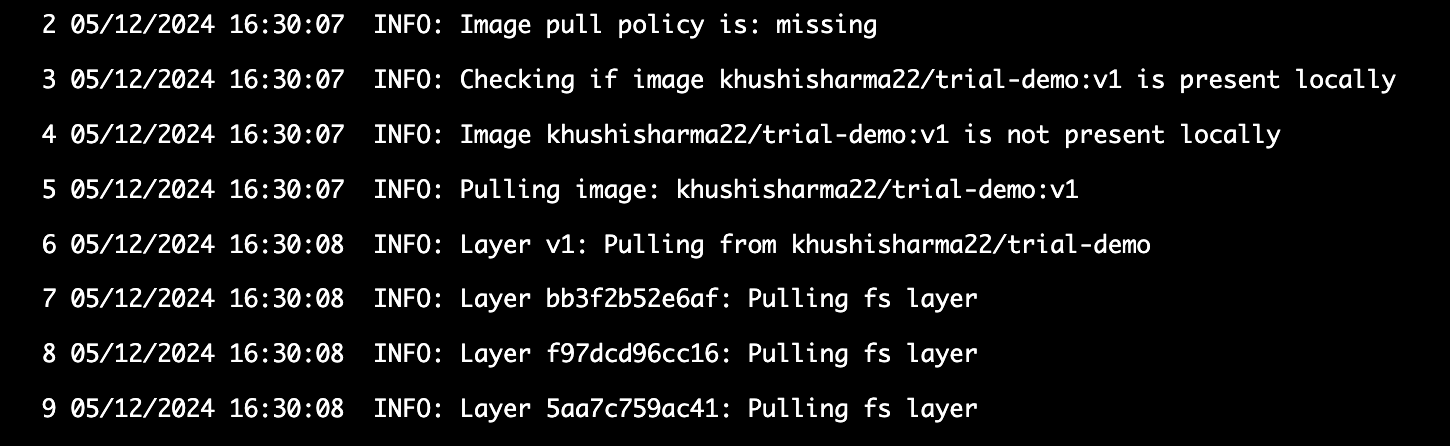 2 05/12/2024 16:30:07 INFO: Image pull policy is: missing
3 05/12/2024 16:30:07 INFO: Checking if image khushisharma22/trial-demo:v1 is present locally
4 05/12/2024 16:30:07 INFO: Image khushisharma22/trial-demo:v1 is not present locally
5 05/12/2024 16:30:07 INFO: Pulling image: khushisharma22/trial-demo:v1
6 05/12/2024 16:30:08 INFO: Layer v1: Pulling from khushisharma22/trial-demo
7 05/12/2024 16:30:08 INFO: Layer bb3f2b52e6af: Pulling fs layer
8 05/12/2024 16:30:08 INFO: Layer f97dcd96cc16: Pulling fs layer
9 05/12/2024 16:30:08 INFO: Layer 5aa7c759ac41: Pulling fs layer